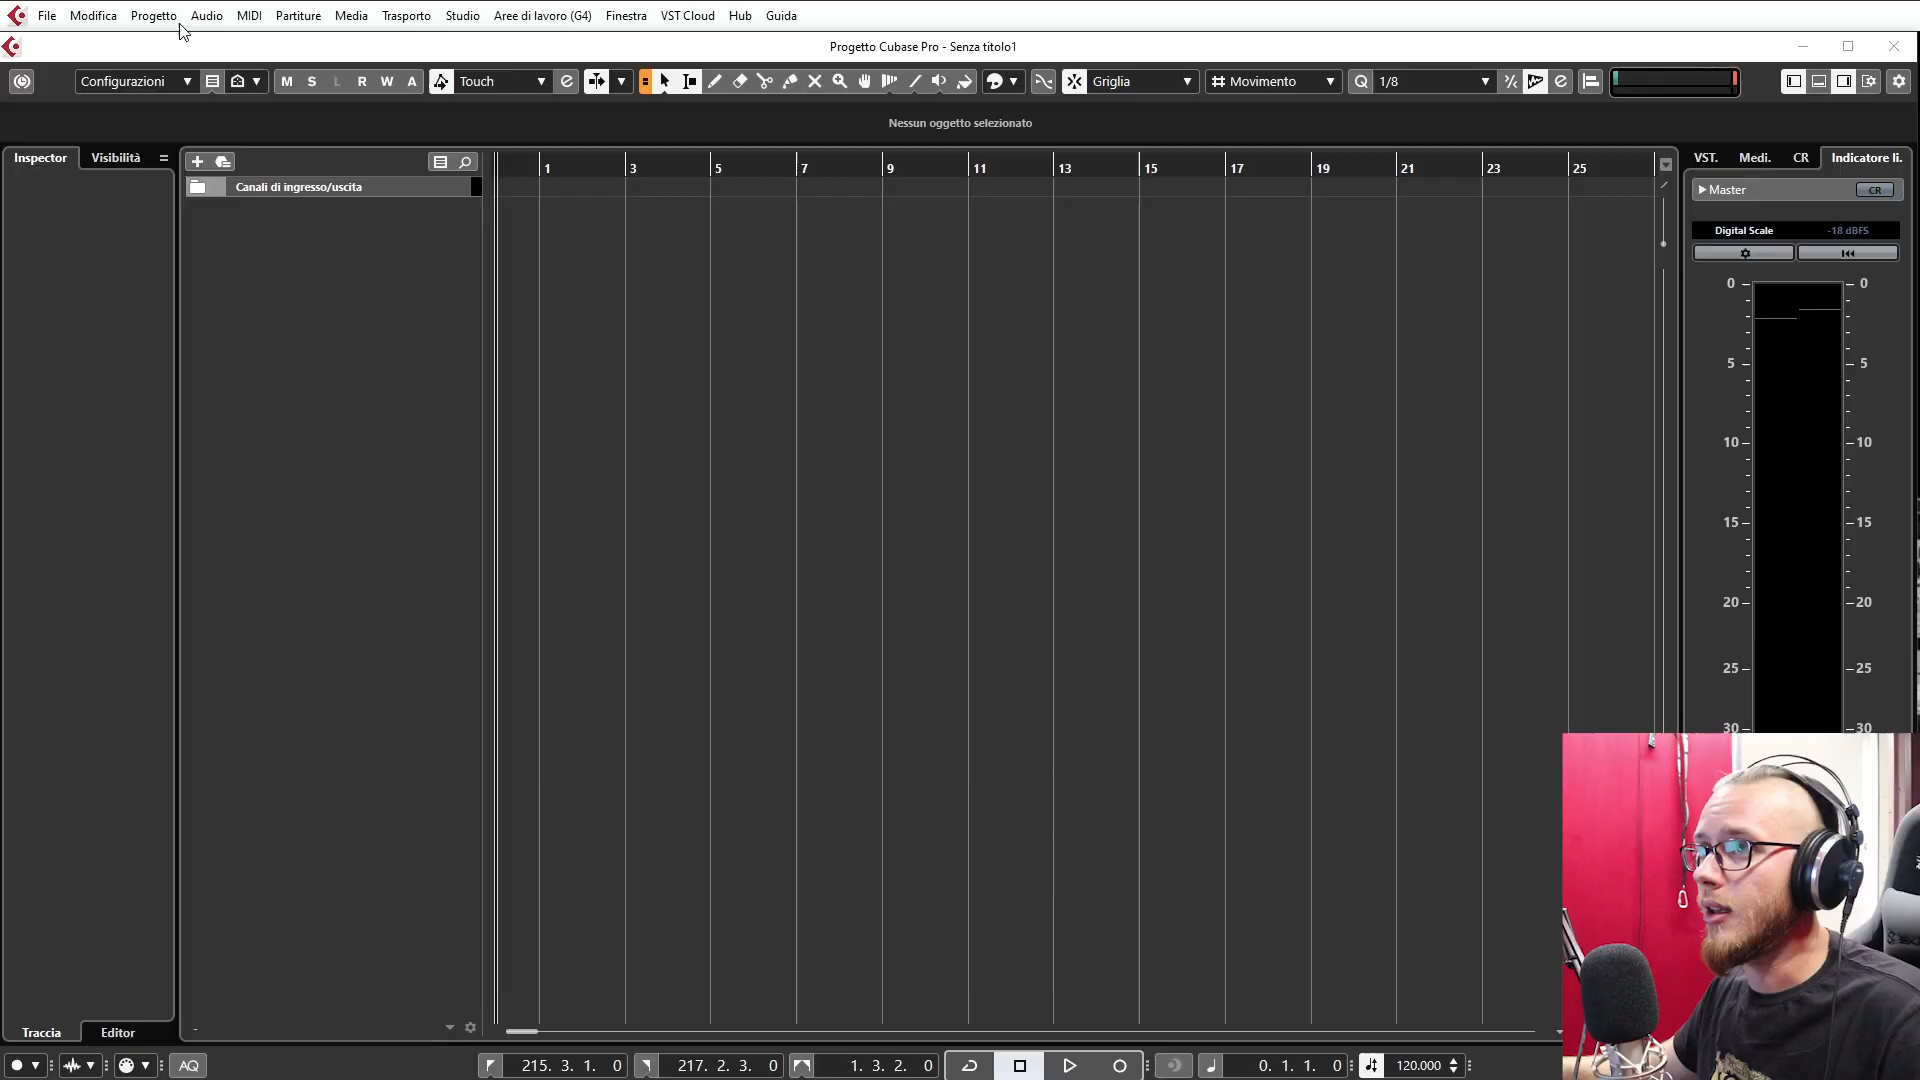 File Modifica Progetto Audio MIDI Partiture Media Trasporto Studio Aree di lavoro (G4) Finestra VST Cloud Hub Guida
Progetto Cubase Pro - Senza titolo1
Configurazioni M S L R W A Touch Griglia Movimento Q 1/8
Nessun oggetto selezionato
Inspector Visibilità 1 3 5 7 9 11 13 15 17 19 21 23 25 VST. Medi. CR Indicatore li.
Canali di ingresso/uscita Master CR
Digital Scale -18 dBFS
0 0
5 5
10 10
15 15
20 20
25 25
30 30
Traccia Editor -
AQ 215. 3. 1. 0 217. 2. 3. 0 1. 3. 2. 0 0. 1. 1. 0 120.000